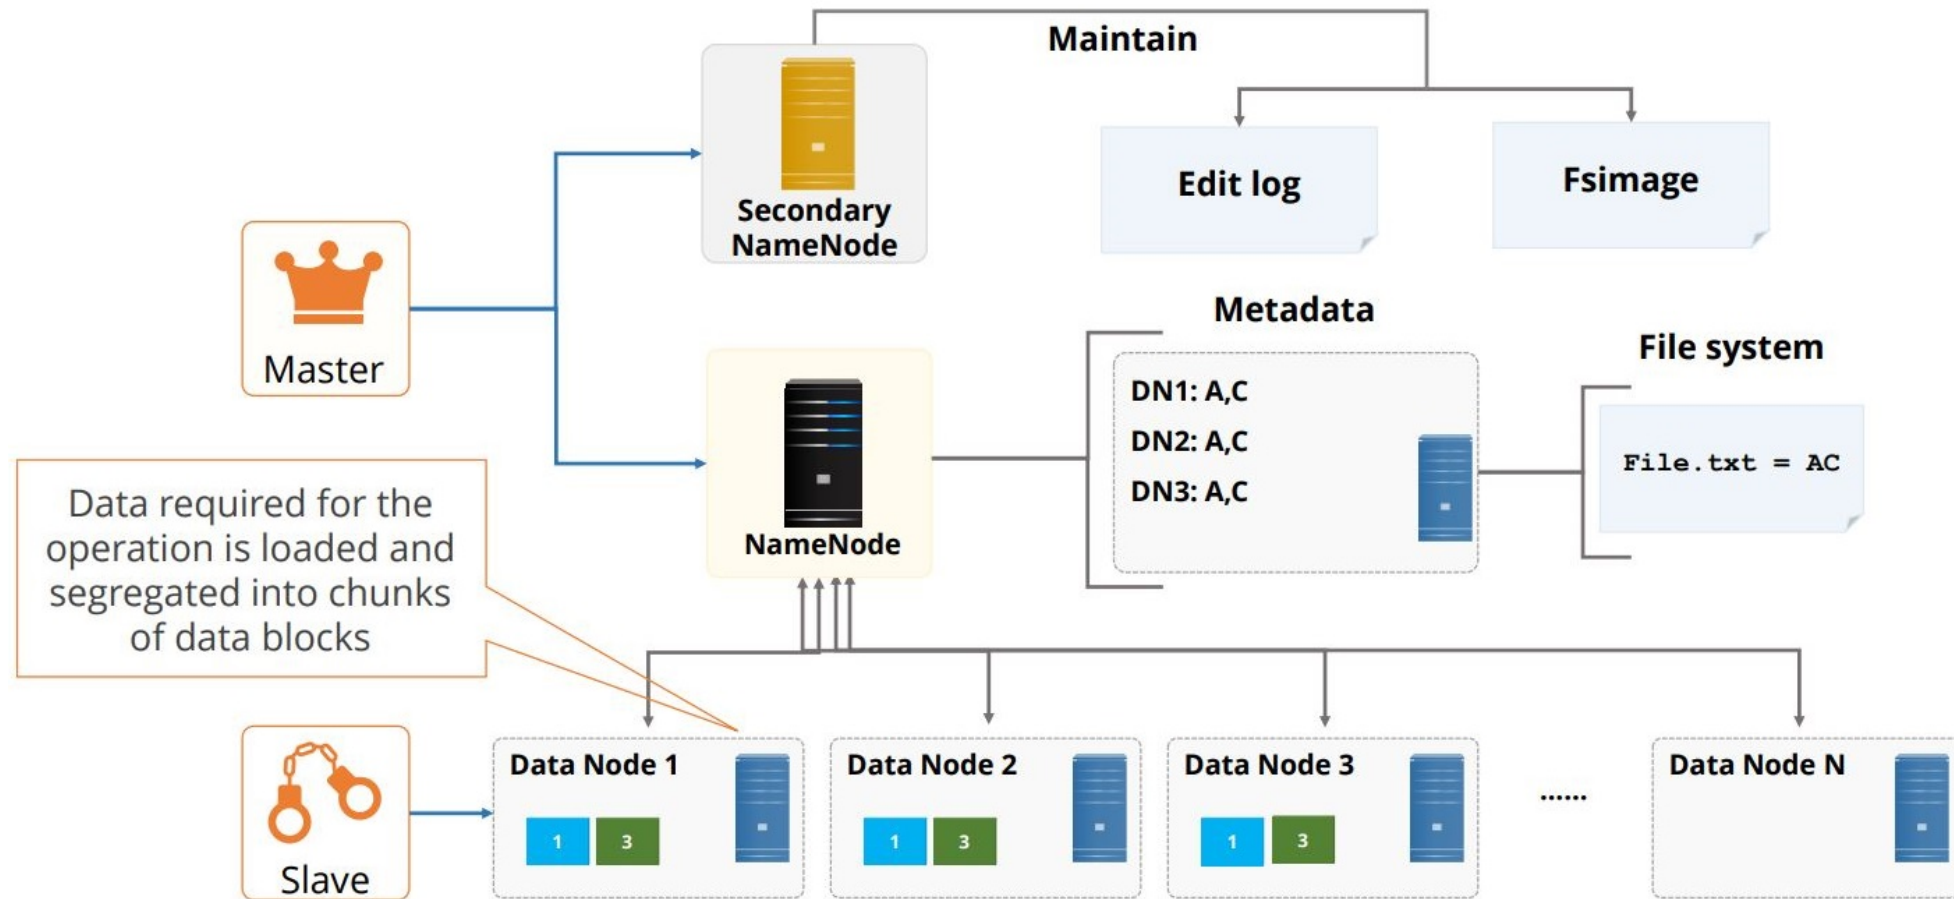 Maintain
Secondary
NameNode
Edit log
Fsimage
Master
Metadata
File system
DN1: A,C
DN2: A,C
DN3: A,C
File.txt = AC
NameNode
Data required for the
operation is loaded and
segregated into chunks
of data blocks
Slave
Data Node 1
1 3
Data Node 2
1 3
Data Node 3
1 3
......
Data Node N